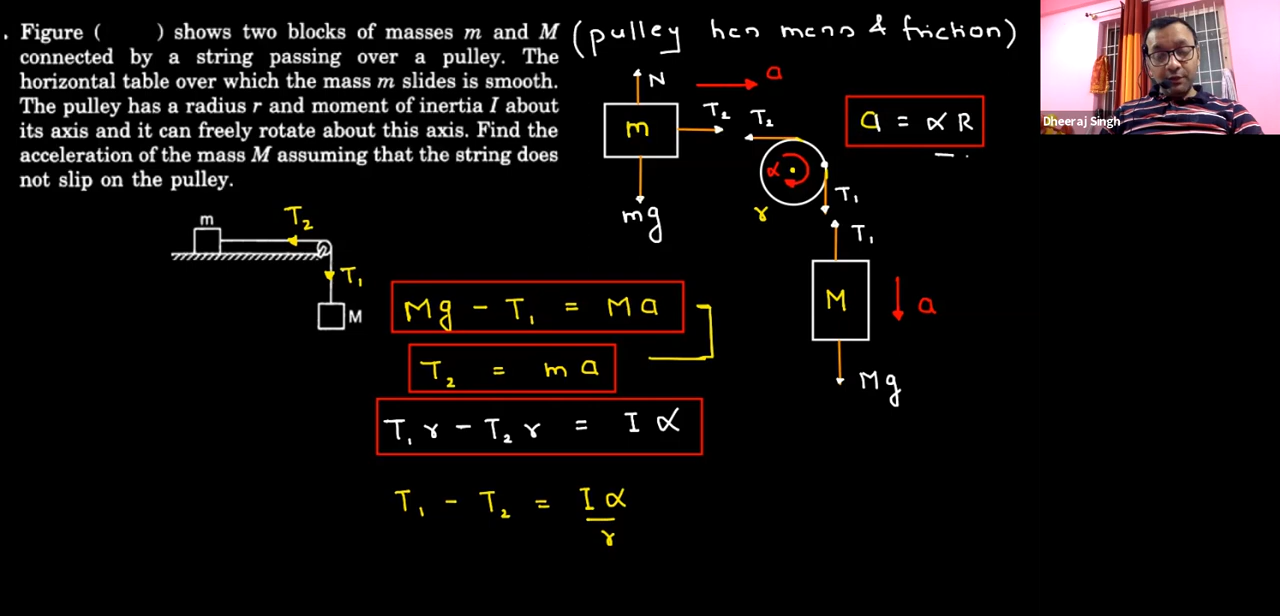 . Figure ( ) shows two blocks of masses m and M
connected by a string passing over a pulley. The
horizontal table over which the mass m slides is smooth.
The pulley has a radius r and moment of inertia I about
its axis and it can freely rotate about this axis. Find the
acceleration of the mass M assuming that the string does
not slip on the pulley.
(pulley has mass & friction)
N
a
m
T₂
T₂
mg
α
r
T₁
a = α R
T₁
M
a
Mg
m
T₂
T₁
M
Mg - T₁ = Ma
T₂ = ma
T₁ r - T₂ r = I α
T₁ - T₂ = I α
r
Dheeraj Singh